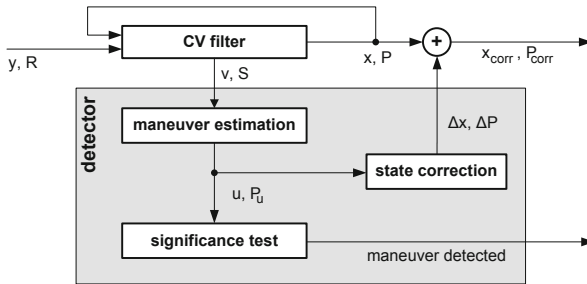 CV filter
y, R
x, P
+
x_corr, P_corr
ν, S
detector
maneuver estimation
Δx, ΔP
state correction
u, P_u
significance test
maneuver detected